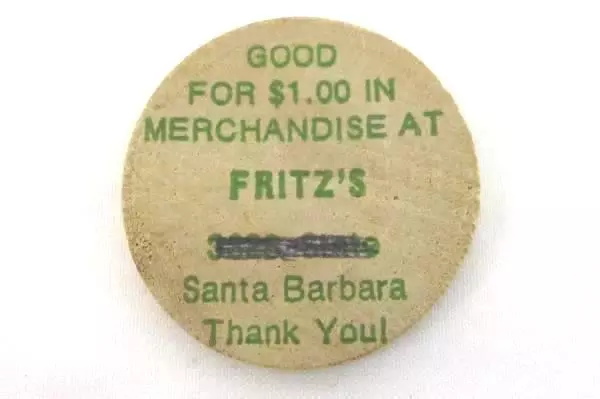 GOOD
FOR $1.00 IN
MERCHANDISE AT
FRITZ'S
Santa Barbara
Thank You!